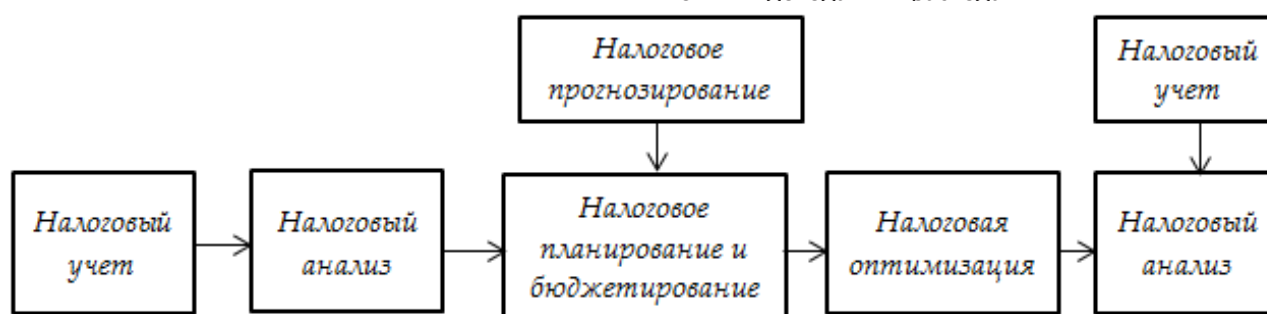 Налоговое
прогнозирование
Налоговый
учет
Налоговый
учет
Налоговый
анализ
Налоговое
планирование и
бюджетирование
Налоговая
оптимизация
Налоговый
анализ